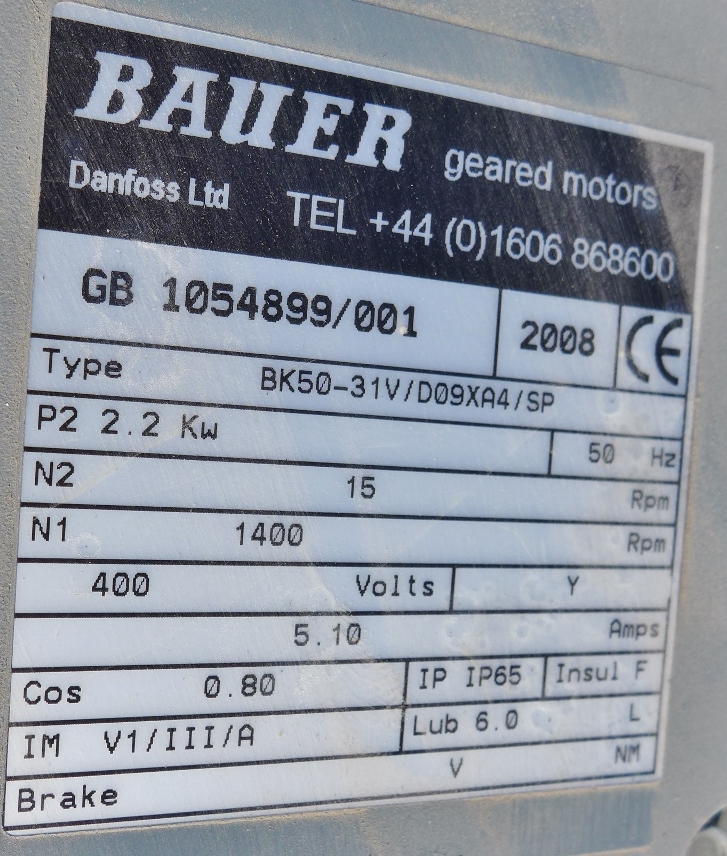 BAUER geared motors
Danfoss Ltd TEL +44 (0)1606 868600
GB 1054899/001 2008 CE
Type BK50-31V/D09XA4/SP
P2 2.2 Kw 50 Hz
N2 15 Rpm
N1 1400 Rpm
400 Volts Y
5.10 Amps
Cos 0.80 IP IP65 Insul F
IM V1/III/A Lub 6.0 L
Brake V NM